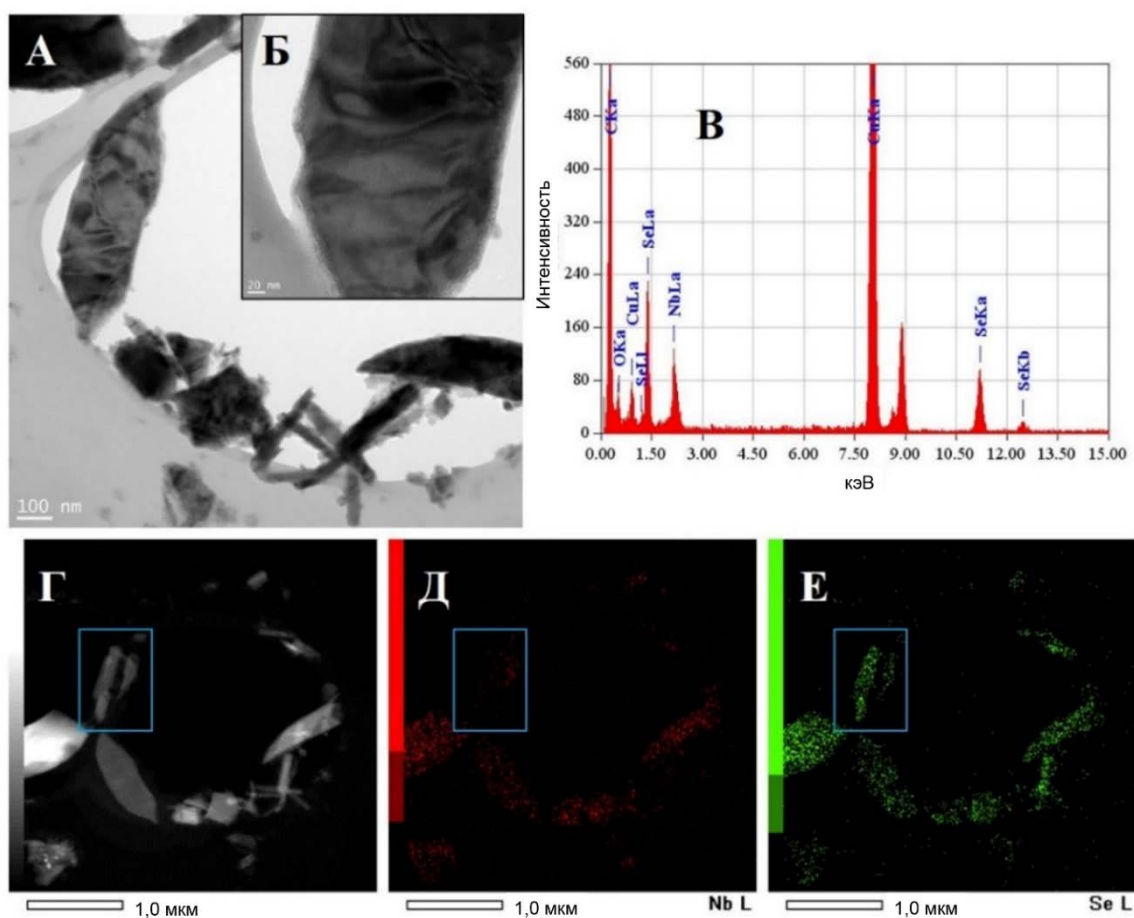 А
Б
20 nm
100 nm
В
Интенсивность
560
480
400
320
240
160
80
0
CKa
OKa
CuLa
SeLl
SeLa
NbLa
CuKa
SeKa
SeKb
0.00 1.50 3.00 4.50 6.00 7.50 9.00 10.50 12.00 13.50 15.00
кэВ
Г
Д
Е
1,0 мкм
1,0 мкм
Nb L
1,0 мкм
Se L